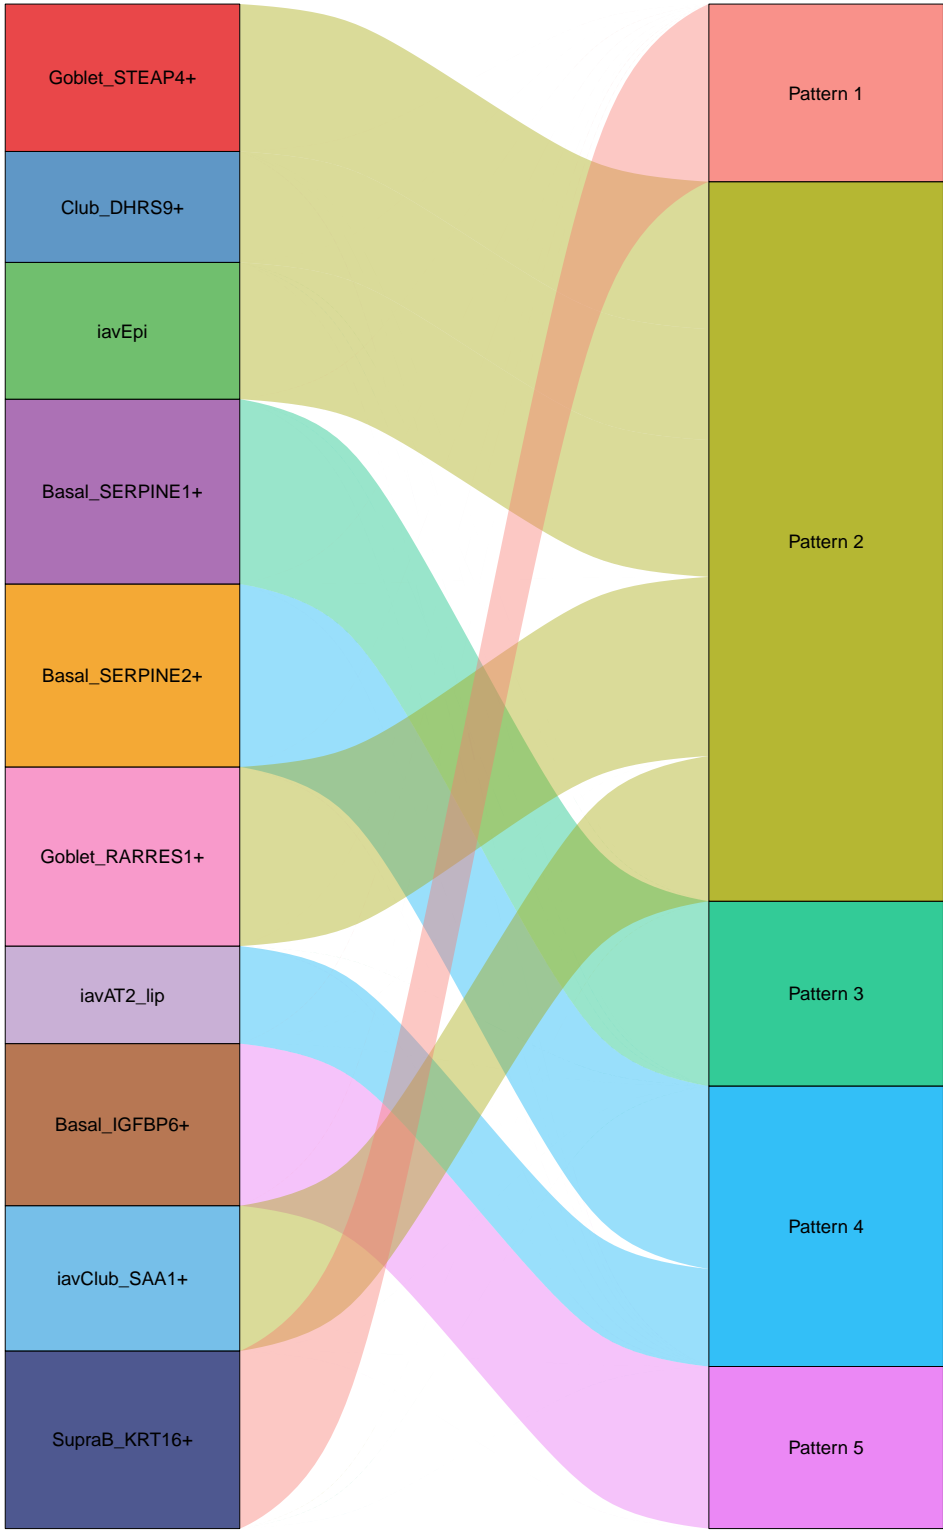 Goblet_STEAP4+
Club_DHRS9+
iavEpi
Basal_SERPINE1+
Basal_SERPINE2+
Goblet_RARRES1+
iavAT2_lip
Basal_IGFBP6+
iavClub_SAA1+
SupraB_KRT16+
Pattern 1
Pattern 2
Pattern 3
Pattern 4
Pattern 5